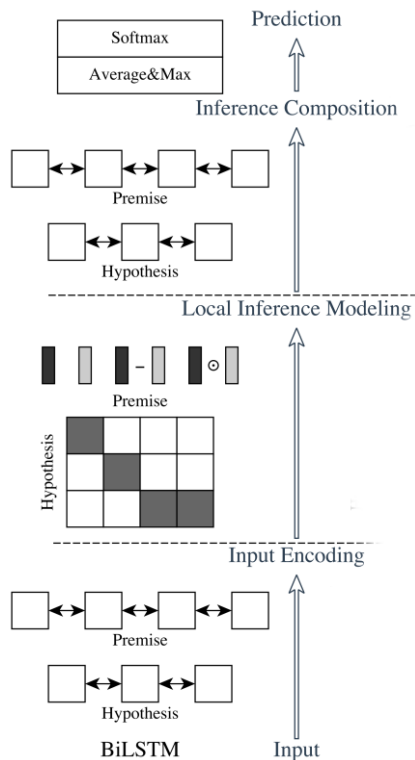 Prediction
Softmax
Average&Max
Inference Composition
Premise
Hypothesis
Local Inference Modeling
Premise
Hypothesis
Input Encoding
Premise
Hypothesis
BiLSTM
Input